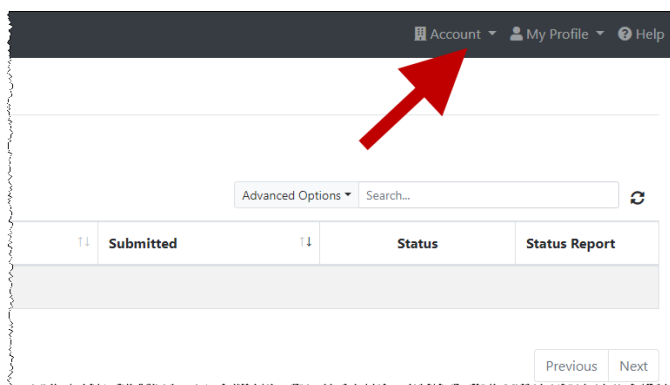 Account My Profile Help
Advanced Options Search...
Submitted Status Status Report
Previous Next